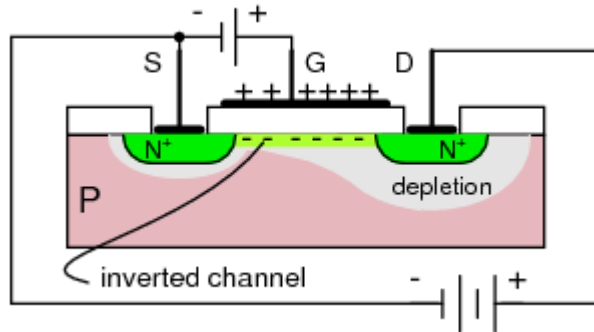 - +
S G D
+ + + + + + +
- - - - - - -
N+ N+
depletion
P
inverted channel
- +